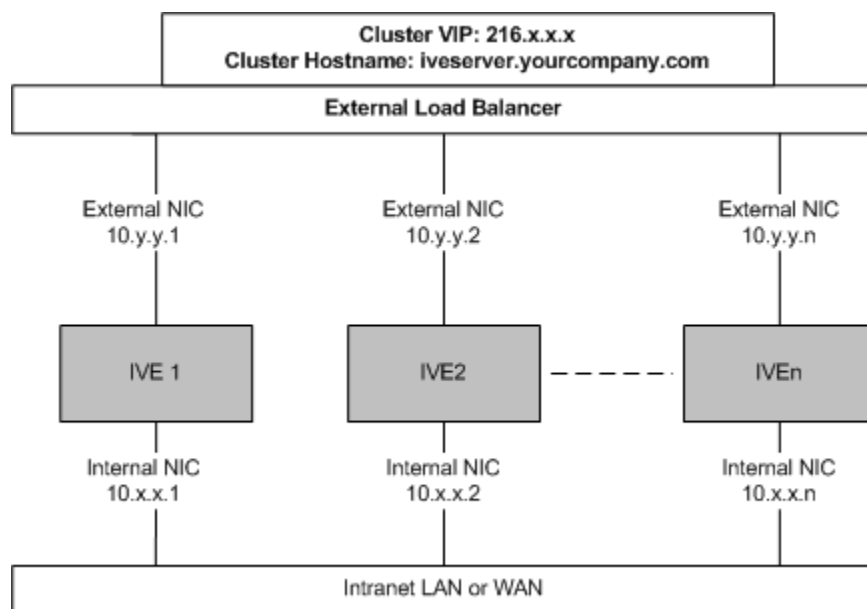 Cluster VIP: 216.x.x.x
Cluster Hostname: iveserver.yourcompany.com
External Load Balancer
External NIC
10.y.y.1
External NIC
10.y.y.2
External NIC
10.y.y.n
IVE 1
IVE2
IVEn
Internal NIC
10.x.x.1
Internal NIC
10.x.x.2
Internal NIC
10.x.x.n
Intranet LAN or WAN